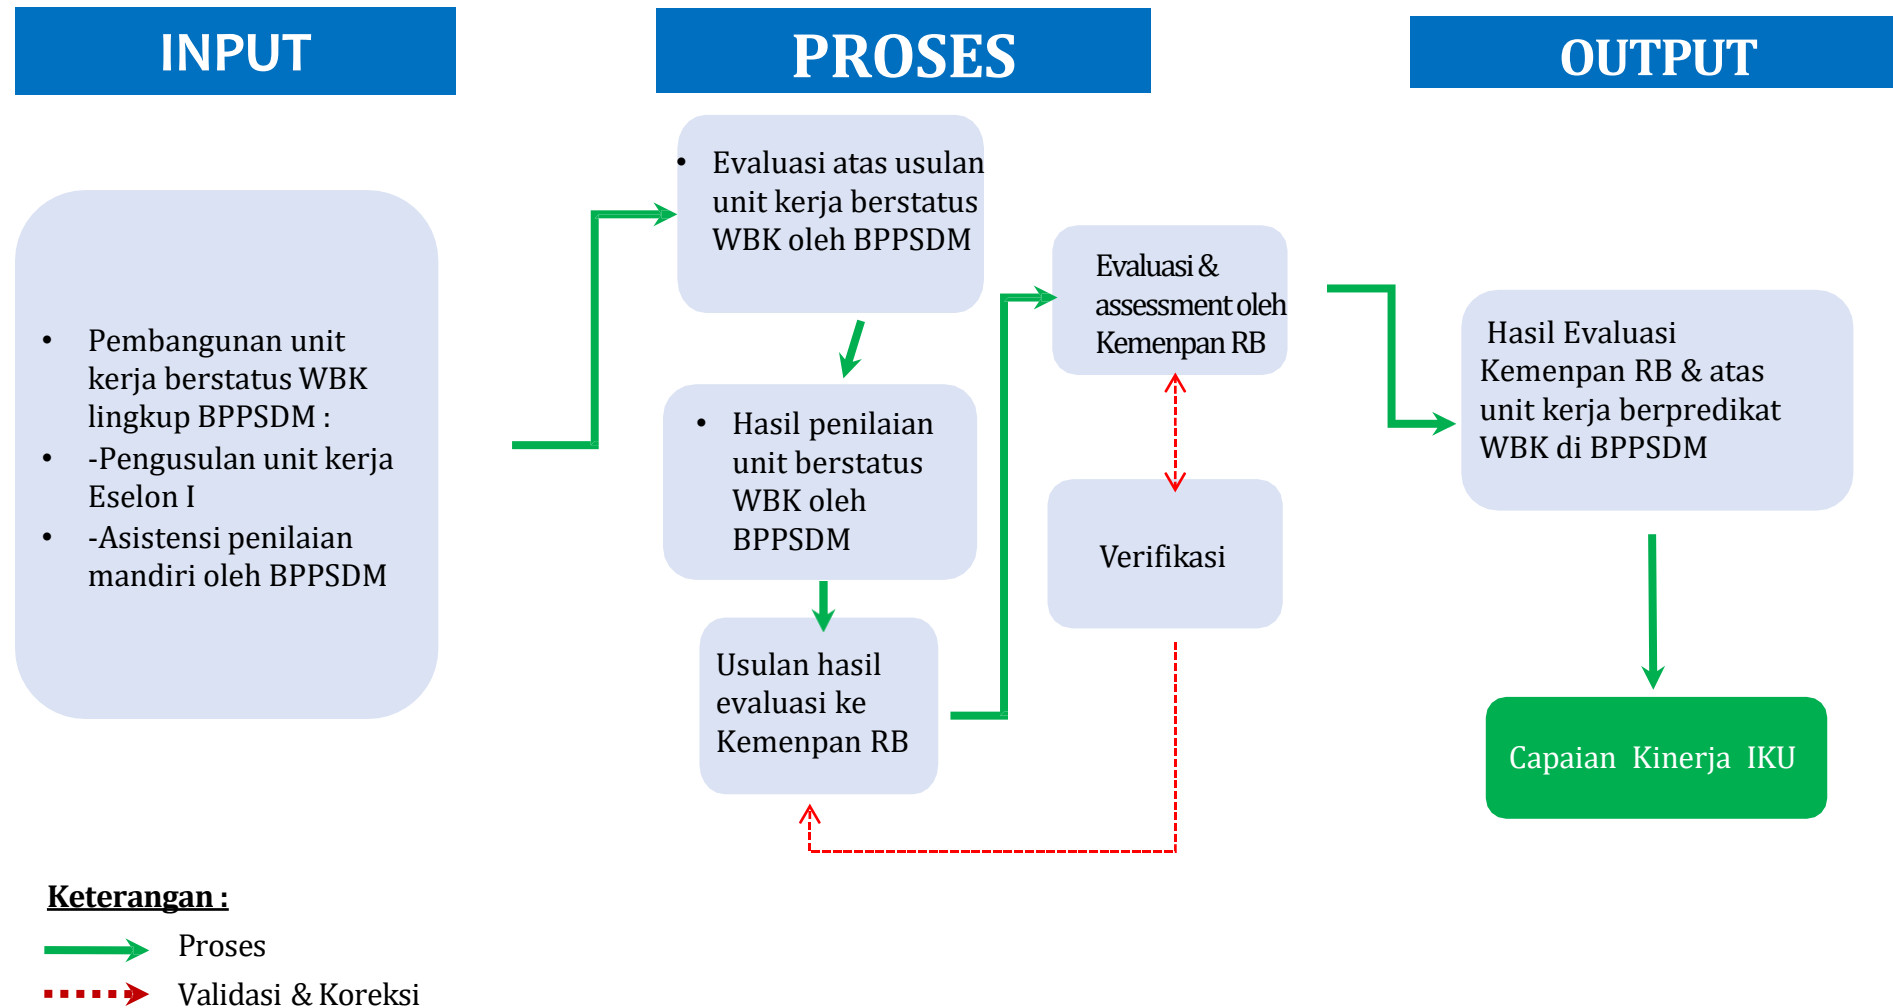 INPUT
PROSES
OUTPUT
• Pembangunan unit
kerja berstatus WBK
lingkup BPPSDM :
• -Pengusulan unit kerja
Eselon I
• -Asistensi penilaian
mandiri oleh BPPSDM
• Evaluasi atas usulan
unit kerja berstatus
WBK oleh BPPSDM
• Hasil penilaian
unit berstatus
WBK oleh
BPPSDM
Usulan hasil
evaluasi ke
Kemenpan RB
Evaluasi &
assessment oleh
Kemenpan RB
Verifikasi
Hasil Evaluasi
Kemenpan RB & atas
unit kerja berpredikat
WBK di BPPSDM
Capaian Kinerja IKU
Keterangan :
Proses
Validasi & Koreksi